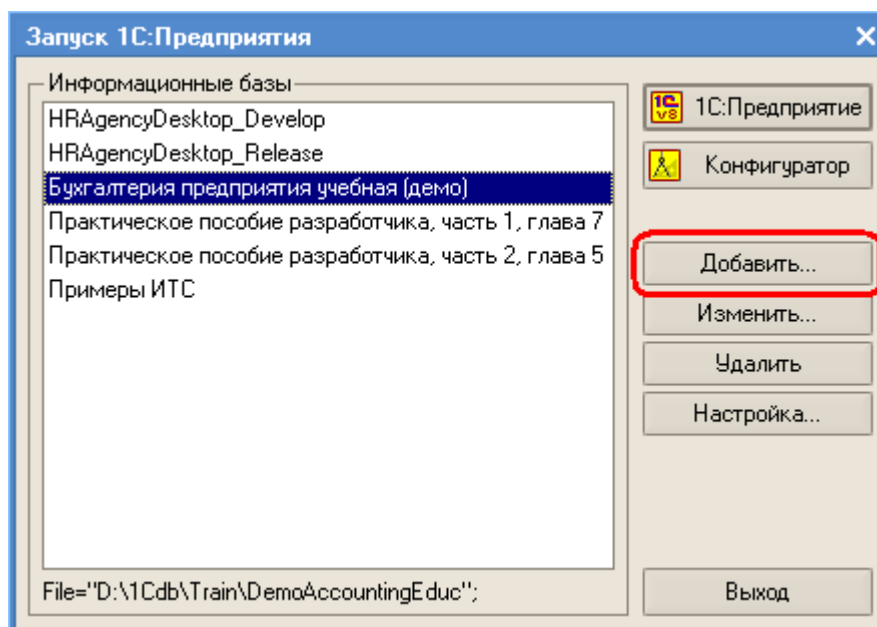 Запуск 1С:Предприятия
Информационные базы
HRAgencyDesktop_Develop
HRAgencyDesktop_Release
Бухгалтерия предприятия учебная (демо)
Практическое пособие разработчика, часть 1, глава 7
Практическое пособие разработчика, часть 2, глава 5
Примеры ИТС
File="D:\1Cdb\Train\DemoAccountingEduc";
1С V8 1С:Предприятие
Конфигуратор
Добавить...
Изменить...
Удалить
Настройка...
Выход